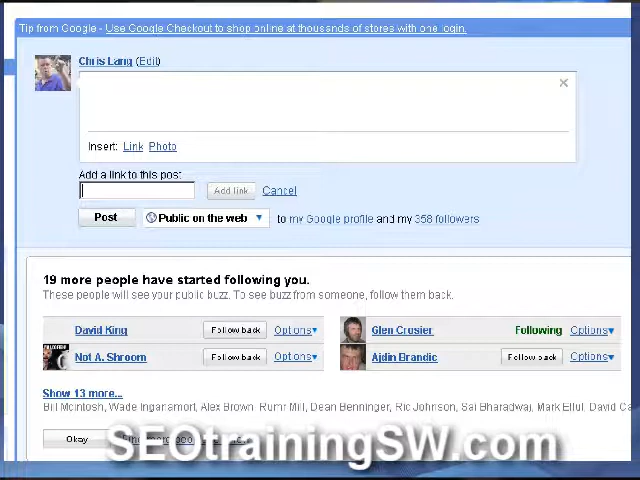 Tip from Google - Use Google Checkout to shop online at thousands of stores with one login.
Chris Lang (Edit)
Insert: Link Photo
Add a link to this post
Add link Cancel
Post Public on the web to my Google profile and my 358 followers
19 more people have started following you.
These people will see your public buzz. To see buzz from someone, follow them back.
David King Follow back Options Glen Crosier Following Options
Not A. Shroom Follow back Options Ajdin Brandic Follow back Options
Show 13 more...
Bill McIntosh, Wade Ingarsmort, Alex Brown, Rumr Mill, Dean Benninger, Ric Johnson, Sai Bharadwaj, Mark Ellul, David Ca
Okay
SEOtrainingSW.com